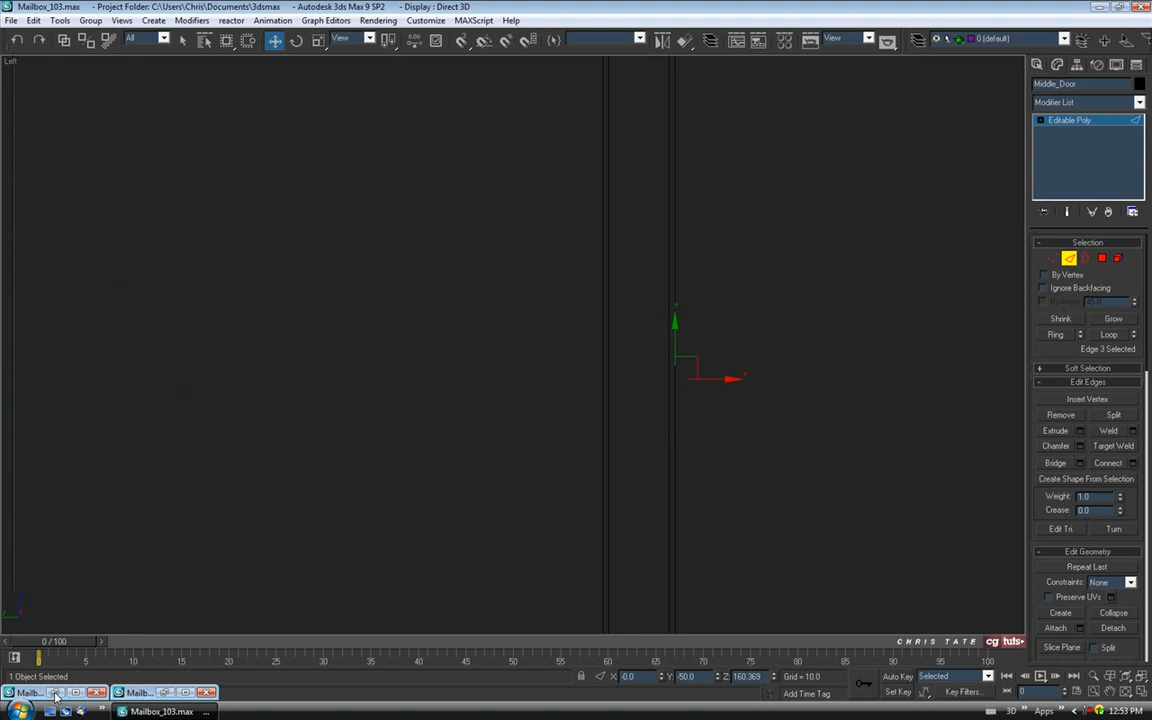 Mailbox_103.max - Project Folder: C:\Users\Chris\Documents\3dsmax - Autodesk 3ds Max 9 SP2 - Display : Direct 3D
File Edit Tools Group Views Create Modifiers reactor Animation Graph Editors Rendering Customize MAXScript Help
All View View 0 (default)
Left
Middle_Door
Modifier List
Editable Poly
- Selection
By Vertex
Ignore Backfacing
By Angle: 45.0
Shrink Grow
Ring Loop
Edge 3 Selected
+ Soft Selection
- Edit Edges
Insert Vertex
Remove Split
Extrude Weld
Chamfer Target Weld
Bridge Connect
Create Shape From Selection
Weight: 1.0
Crease: 0.0
Edit Tri. Turn
- Edit Geometry
Repeat Last
Constraints: None
Preserve UVs
Create Collapse
Attach Detach
Slice Plane Split
y
x
CHRIS TATE cg tuts+
0 / 100
0 5 10 15 20 25 30 35 40 45 50 55 60 65 70 75 80 85 90 95 100
1 Object Selected X: -0.0 Y: -50.0 Z: 160.369 Grid = 10.0 Auto Key Selected
Add Time Tag Set Key Key Filters... 0
Mailb... Mailb...
Mailbox_103.max ... 3D Apps 12:53 PM